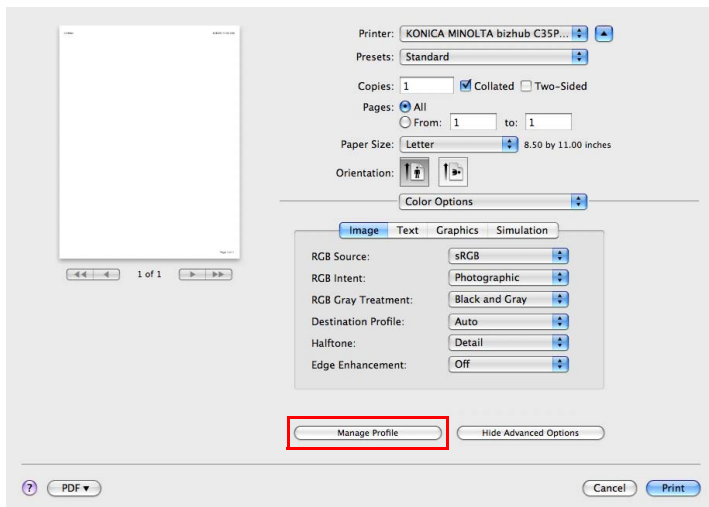 Printer: KONICA MINOLTA bizhub C35P...
Presets: Standard
Copies: 1 Collated Two-Sided
Pages: All
From: 1 to: 1
Paper Size: Letter 8.50 by 11.00 inches
Orientation:
Color Options
Image Text Graphics Simulation
RGB Source: sRGB
RGB Intent: Photographic
RGB Gray Treatment: Black and Gray
Destination Profile: Auto
Halftone: Detail
Edge Enhancement: Off
1 of 1
Manage Profile Hide Advanced Options
? PDF ▼ Cancel Print